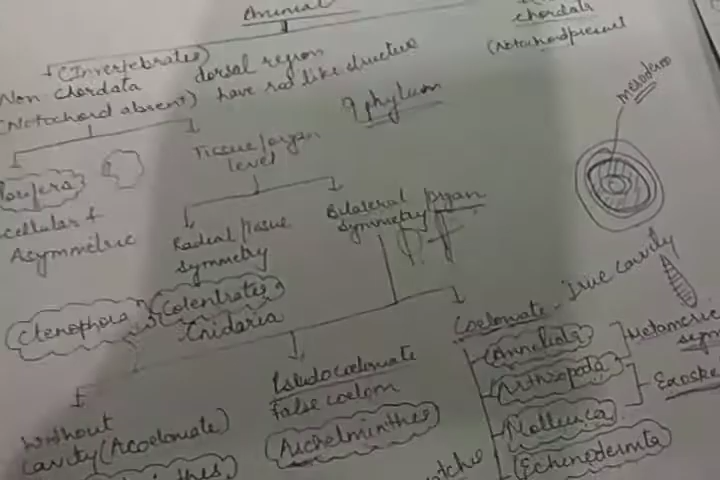 Animal
chordata
(Notochord present
(Invertebrates)
Non chordata
dorsal region
(Notochord absent) have rod like structure
9 phylum
mesoderm
Tissue/organ
level
Porifera
cellular +
Asymmetric
Radial tissue
symmetry
Bilateral organ
symmetry
Ctenophora
Colentrates
Cnidaria
Coelomate - True cavity
Annelida
Arthropoda
Mollusca
Echinodermta
Metameric
Exoske
Pseudocoelomate
False coelom
Aschelminthes
Without
cavity (Acoelomate)